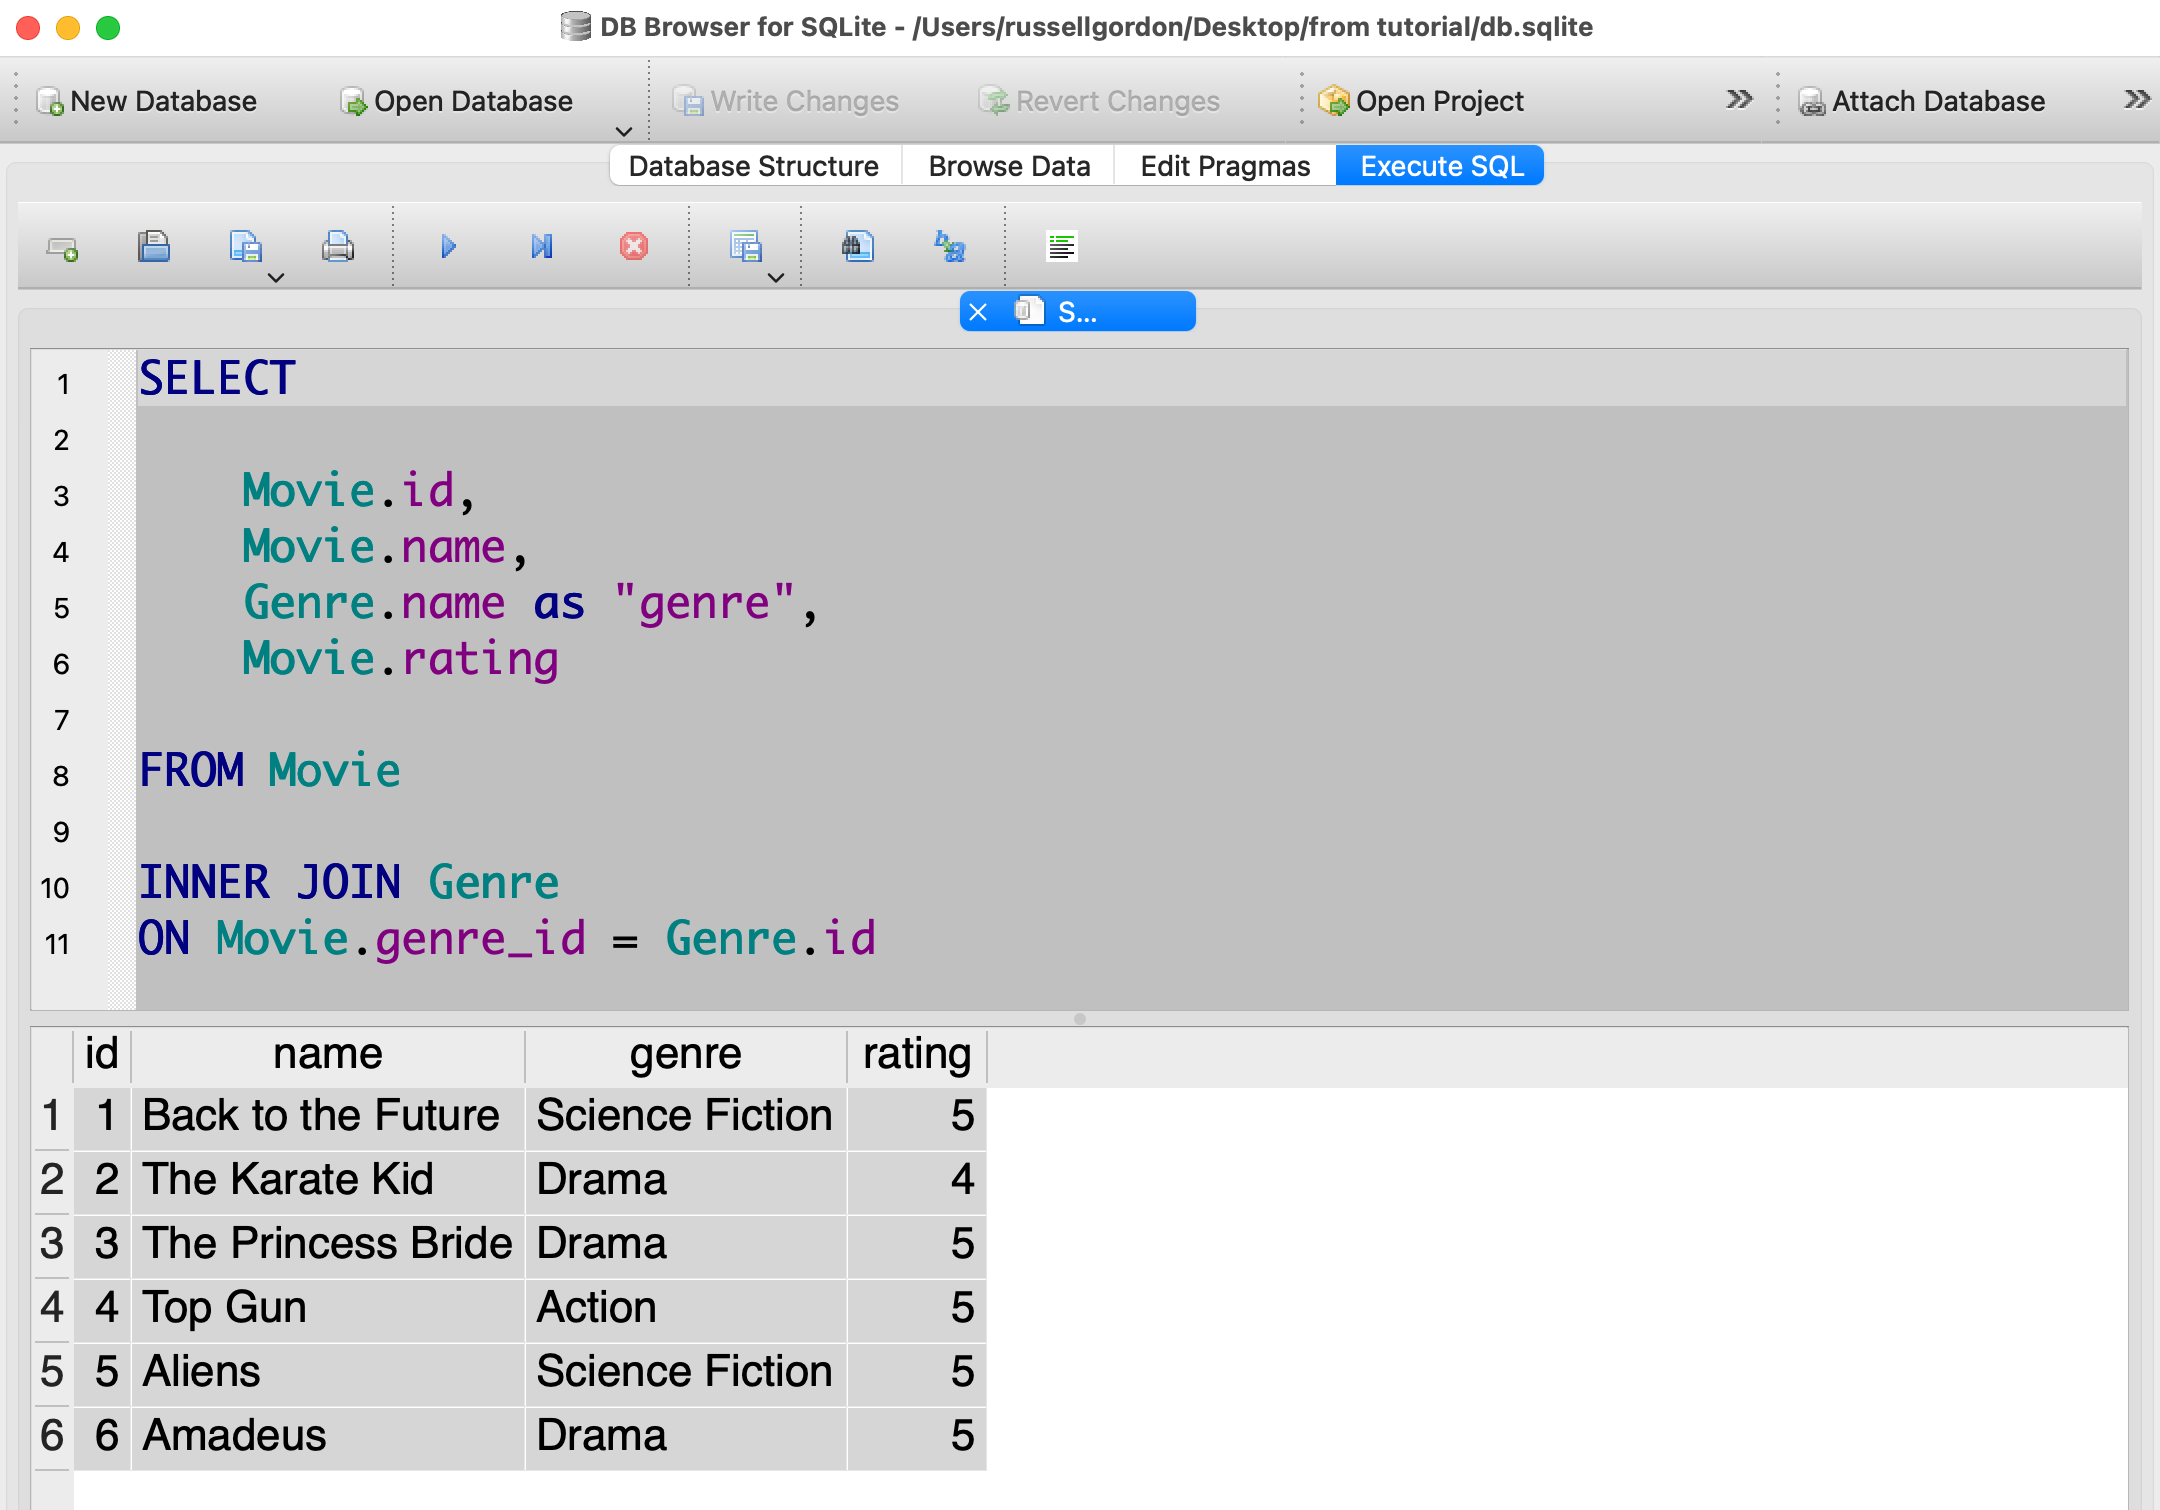 DB Browser for SQLite - /Users/russellgordon/Desktop/from tutorial/db.sqlite
New Database Open Database Write Changes Revert Changes Open Project Attach Database
Database Structure Browse Data Edit Pragmas Execute SQL
S...
1 SELECT
2
3 Movie.id,
4 Movie.name,
5 Genre.name as "genre",
6 Movie.rating
7
8 FROM Movie
9
10 INNER JOIN Genre
11 ON Movie.genre_id = Genre.id
id name genre rating
1 1 Back to the Future Science Fiction 5
2 2 The Karate Kid Drama 4
3 3 The Princess Bride Drama 5
4 4 Top Gun Action 5
5 5 Aliens Science Fiction 5
6 6 Amadeus Drama 5